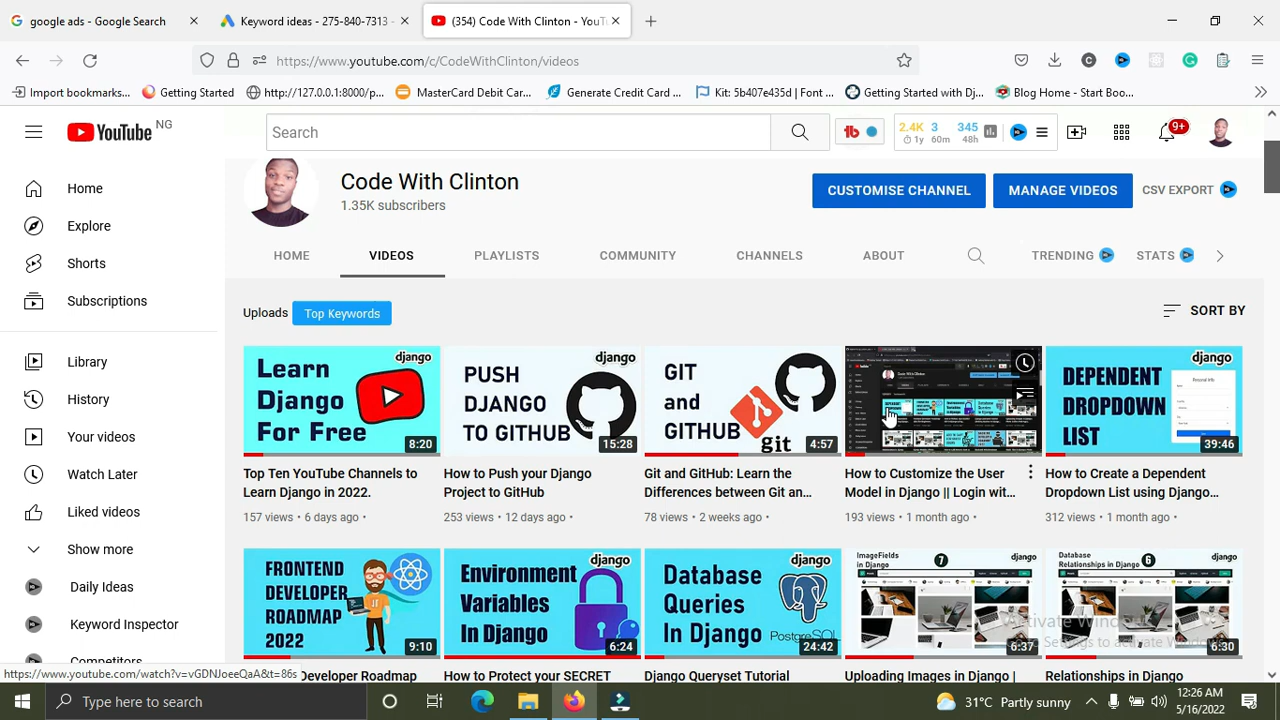 google ads - Google Search
Keyword ideas - 275-840-7313 -
(354) Code With Clinton - YouTu
https://www.youtube.com/c/CodeWithClinton/videos
Import bookmarks...
Getting Started
http://127.0.0.1:8000/p...
MasterCard Debit Car...
Generate Credit Card ...
Kit: 5b407e435d | Font ...
Getting Started with Dj...
Blog Home - Start Boo...
YouTube NG
Search
2.4K 3 345
1y 60m 48h
9+
Home
Explore
Shorts
Subscriptions
Library
History
Your videos
Watch Later
Liked videos
Show more
Daily Ideas
Keyword Inspector
Competitors
Code With Clinton
1.35K subscribers
CUSTOMISE CHANNEL
MANAGE VIDEOS
CSV EXPORT
HOME
VIDEOS
PLAYLISTS
COMMUNITY
CHANNELS
ABOUT
TRENDING
STATS
Uploads
Top Keywords
SORT BY
django
Learn
Django
For Free
8:20
Top Ten YouTube Channels to
Learn Django in 2022.
157 views • 6 days ago •
django
PUSH
DJANGO
TO GITHUB
15:28
How to Push your Django
Project to GitHub
253 views • 12 days ago •
GIT
and
GITHUB
git
4:57
Git and GitHub: Learn the
Differences between Git an...
78 views • 2 weeks ago •
How to Customize the User
Model in Django || Login wit...
193 views • 1 month ago •
django
DEPENDENT
DROPDOWN
LIST
Personal Info
39:46
How to Create a Dependent
Dropdown List using Django...
312 views • 1 month ago •
FRONTEND
DEVELOPER
ROADMAP
2022
9:10
Developer Roadmap
django
Environment
Variables
In Django
6:24
How to Protect your SECRET
django
Database
Queries
In Django
PostgreSQL
24:42
Django Queryset Tutorial
ImageFields
in Django
7
django
6:37
Uploading Images in Django |
Database
Relationships in Django
6
django
6:30
Relationships in Django
Activate Windows
Settings to activate Windows.
https://www.youtube.com/watch?v=vGDNJoeeQaA&t=86s
Type here to search
31°C Partly sunny
12:26 AM
5/16/2022